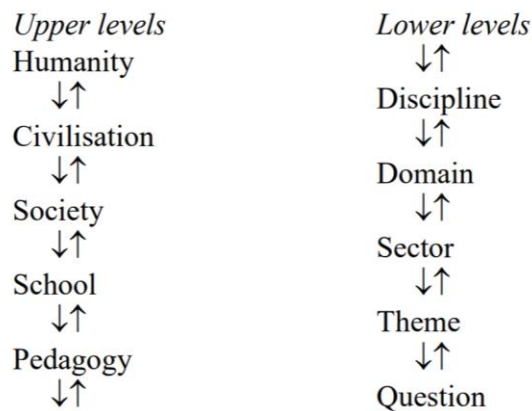 Upper levels
Humanity
↓↑
Civilisation
↓↑
Society
↓↑
School
↓↑
Pedagogy
↓↑
Lower levels
↓↑
Discipline
↓↑
Domain
↓↑
Sector
↓↑
Theme
↓↑
Question